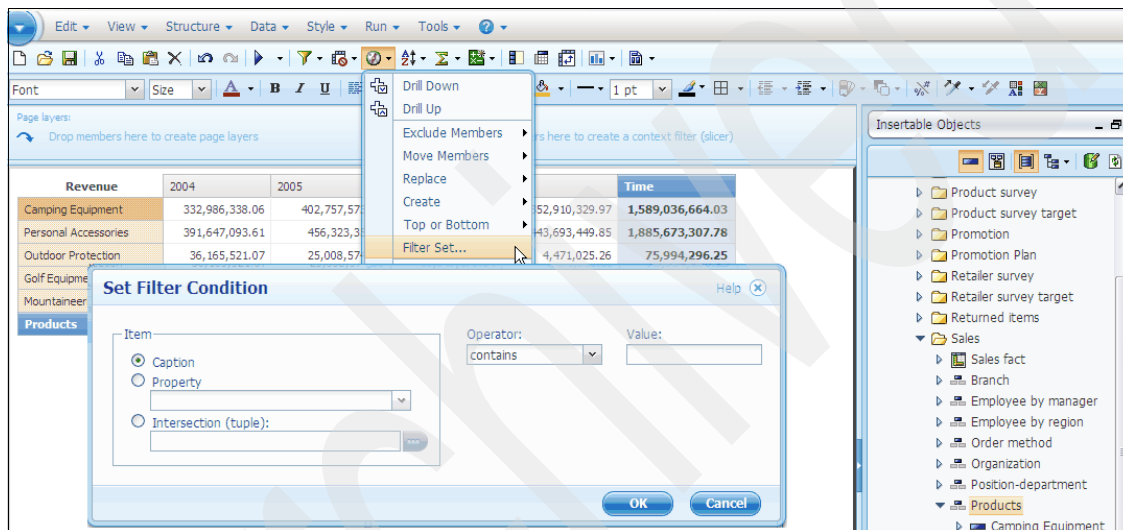 Edit View Structure Data Style Run Tools
Font Size B I U 1 pt
Page layers:
Drop members here to create page layers
rs here to create a context filter (slicer)
Drill Down
Drill Up
Exclude Members
Move Members
Replace
Create
Top or Bottom
Filter Set...
Revenue 2004 2005 Time
Camping Equipment 332,986,338.06 402,757,57 52,910,329.97 1,589,036,664.03
Personal Accessories 391,647,093.61 456,323,3 43,693,449.85 1,885,673,307.78
Outdoor Protection 36,165,521.07 25,008,57 4,471,025.26 75,994,296.25
Golf Equipme
Mountaineer
Products
Set Filter Condition Help
Item
Caption
Property
Intersection (tuple):
Operator: Value:
contains
OK Cancel
Insertable Objects
Product survey
Product survey target
Promotion
Promotion Plan
Retailer survey
Retailer survey target
Returned items
Sales
Sales fact
Branch
Employee by manager
Employee by region
Order method
Organization
Position-department
Products
Camping Equipment